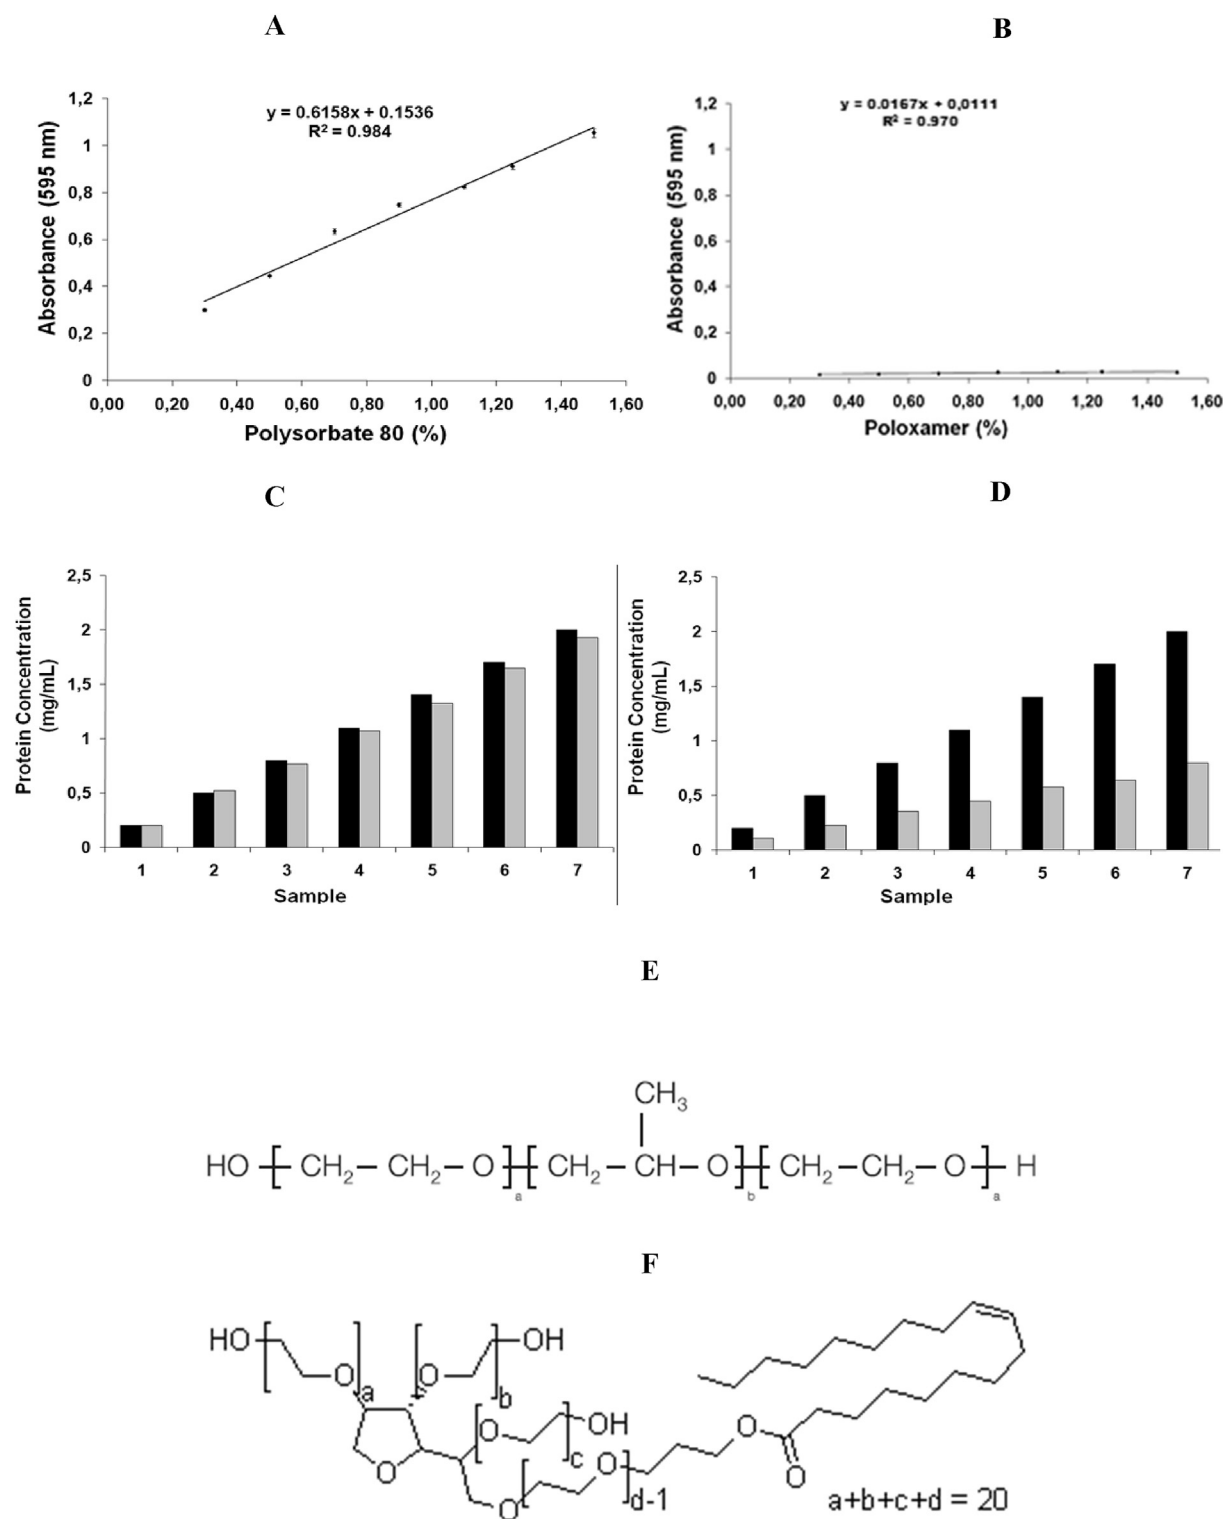 A
y = 0.6158x + 0.1536
R² = 0.984
1,2
1
0,8
0,6
0,4
0,2
0
Absorbance (595 nm)
0,00 0,20 0,40 0,60 0,80 1,00 1,20 1,40 1,60
Polysorbate 80 (%)
B
y = 0.0167x + 0,0111
R² = 0.970
1,2
1
0,8
0,6
0,4
0,2
0
Absorbance (595 nm)
0,00 0,20 0,40 0,60 0,80 1,00 1,20 1,40 1,60
Poloxamer (%)
C
2,5
2
1,5
1
0,5
0
Protein Concentration
(mg/mL)
1 2 3 4 5 6 7
Sample
D
2,5
2
1,5
1
0,5
0
Protein Concentration
(mg/mL)
1 2 3 4 5 6 7
Sample
E
CH₃
HO CH₂ CH₂ O a CH₂ CH O b CH₂ CH₂ O a H
F
HO O a O b OH
O OH c
O
O O d-1
O O
a+b+c+d = 20